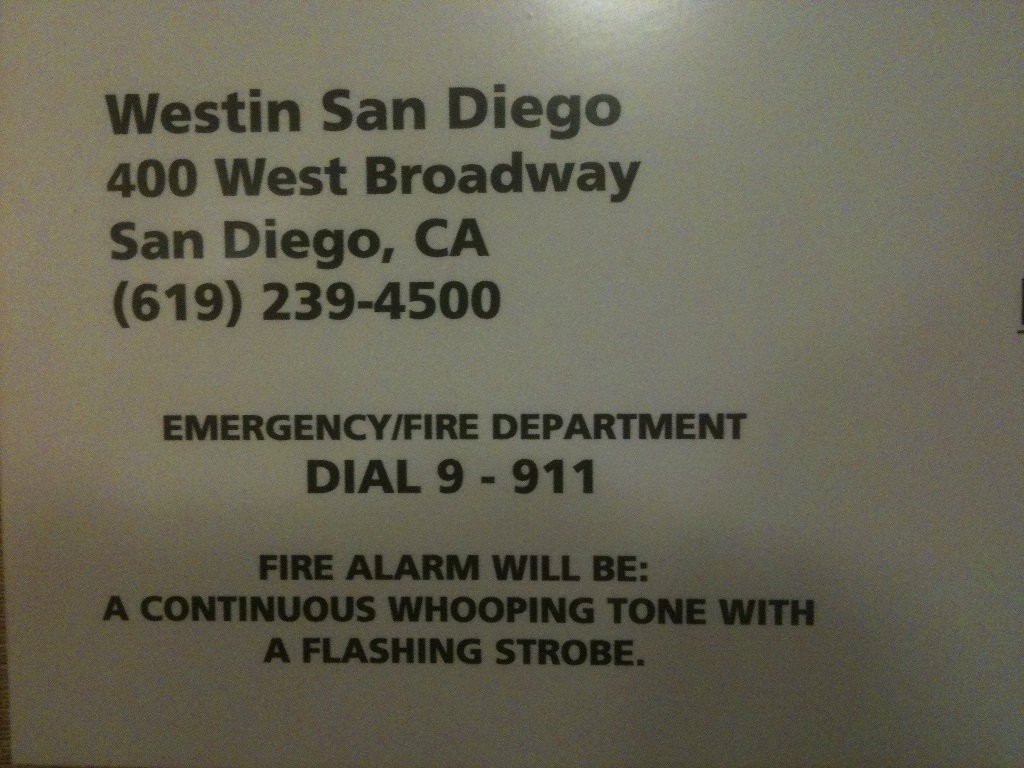 Westin San Diego
400 West Broadway
San Diego, CA
(619) 239-4500
EMERGENCY/FIRE DEPARTMENT
DIAL 9 - 911
FIRE ALARM WILL BE:
A CONTINUOUS WHOOPING TONE WITH
A FLASHING STROBE.